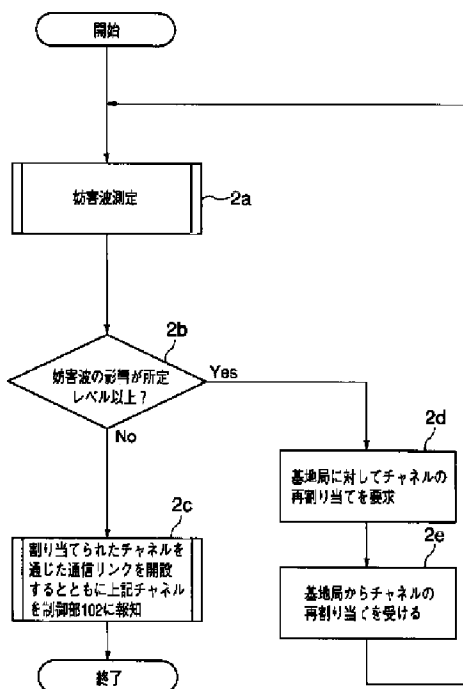 開始
妨害波測定
2a
2b
妨害波の影響が所定
レベル以上?
Yes
No
2c
割り当てられたチャネルを
通じた通信リンクを開設
するとともに上記チャネル
を制御部102に報知
終了
2d
基地局に対してチャネルの
再割り当てを要求
2e
基地局からチャネルの
再割り当てを受ける